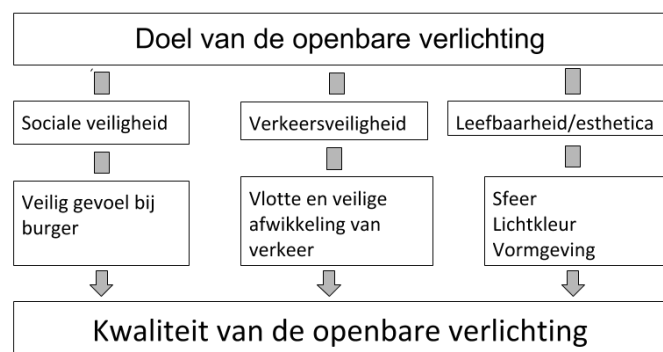 Doel van de openbare verlichting
Sociale veiligheid
Verkeersveiligheid
Leefbaarheid/esthetica
Veilig gevoel bij
burger
Vlotte en veilige
afwikkeling van
verkeer
Sfeer
Lichtkleur
Vormgeving
Kwaliteit van de openbare verlichting